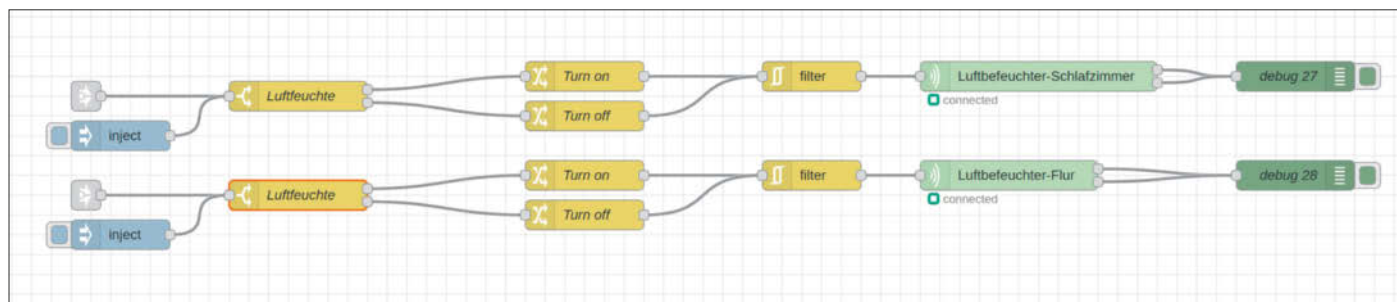 Luftfeuchte
inject
Turn on
Turn off
filter
Luftbefeuchter-Schlafzimmer
connected
debug 27
Luftfeuchte
inject
Turn on
Turn off
filter
Luftbefeuchter-Flur
connected
debug 28